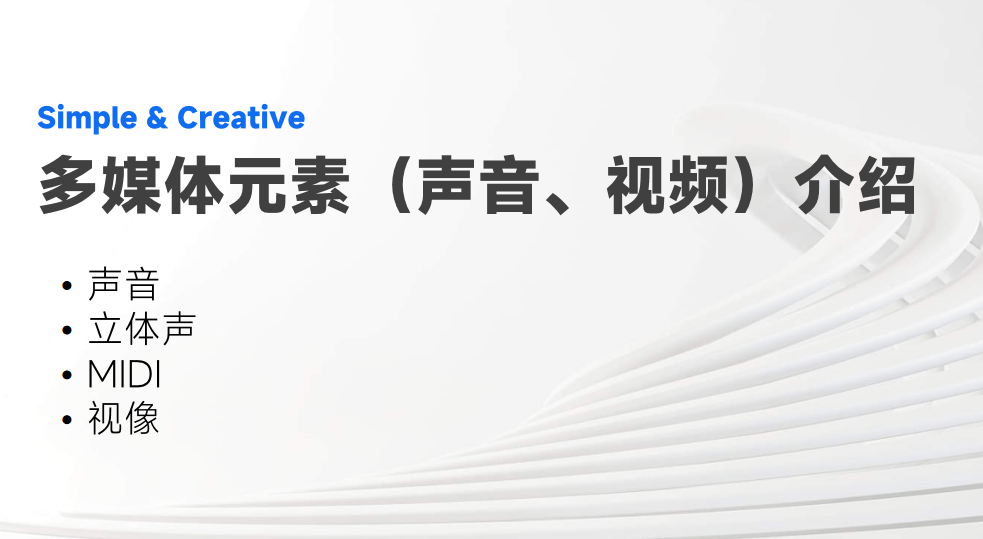 Simple & Creative
多媒体元素（声音、视频）介绍
• 声音
• 立体声
• MIDI
• 视像